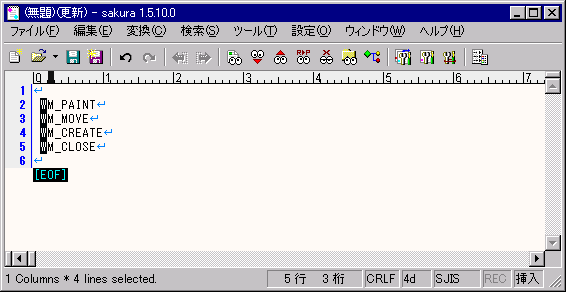 (無題)(更新) - sakura 1.5.10.0
ファイル(F) 編集(E) 変換(C) 検索(S) ツール(T) 設定(O) ウィンドウ(W) ヘルプ(H)
0 1 2 3 4 5 6 7
1 ↵
2 WM_PAINT↵
3 WM_MOVE↵
4 WM_CREATE↵
5 WM_CLOSE↵
6 ↵
[EOF]
1 Columns * 4 lines selected. 5 行 3 桁 CRLF 4d SJIS REC 挿入